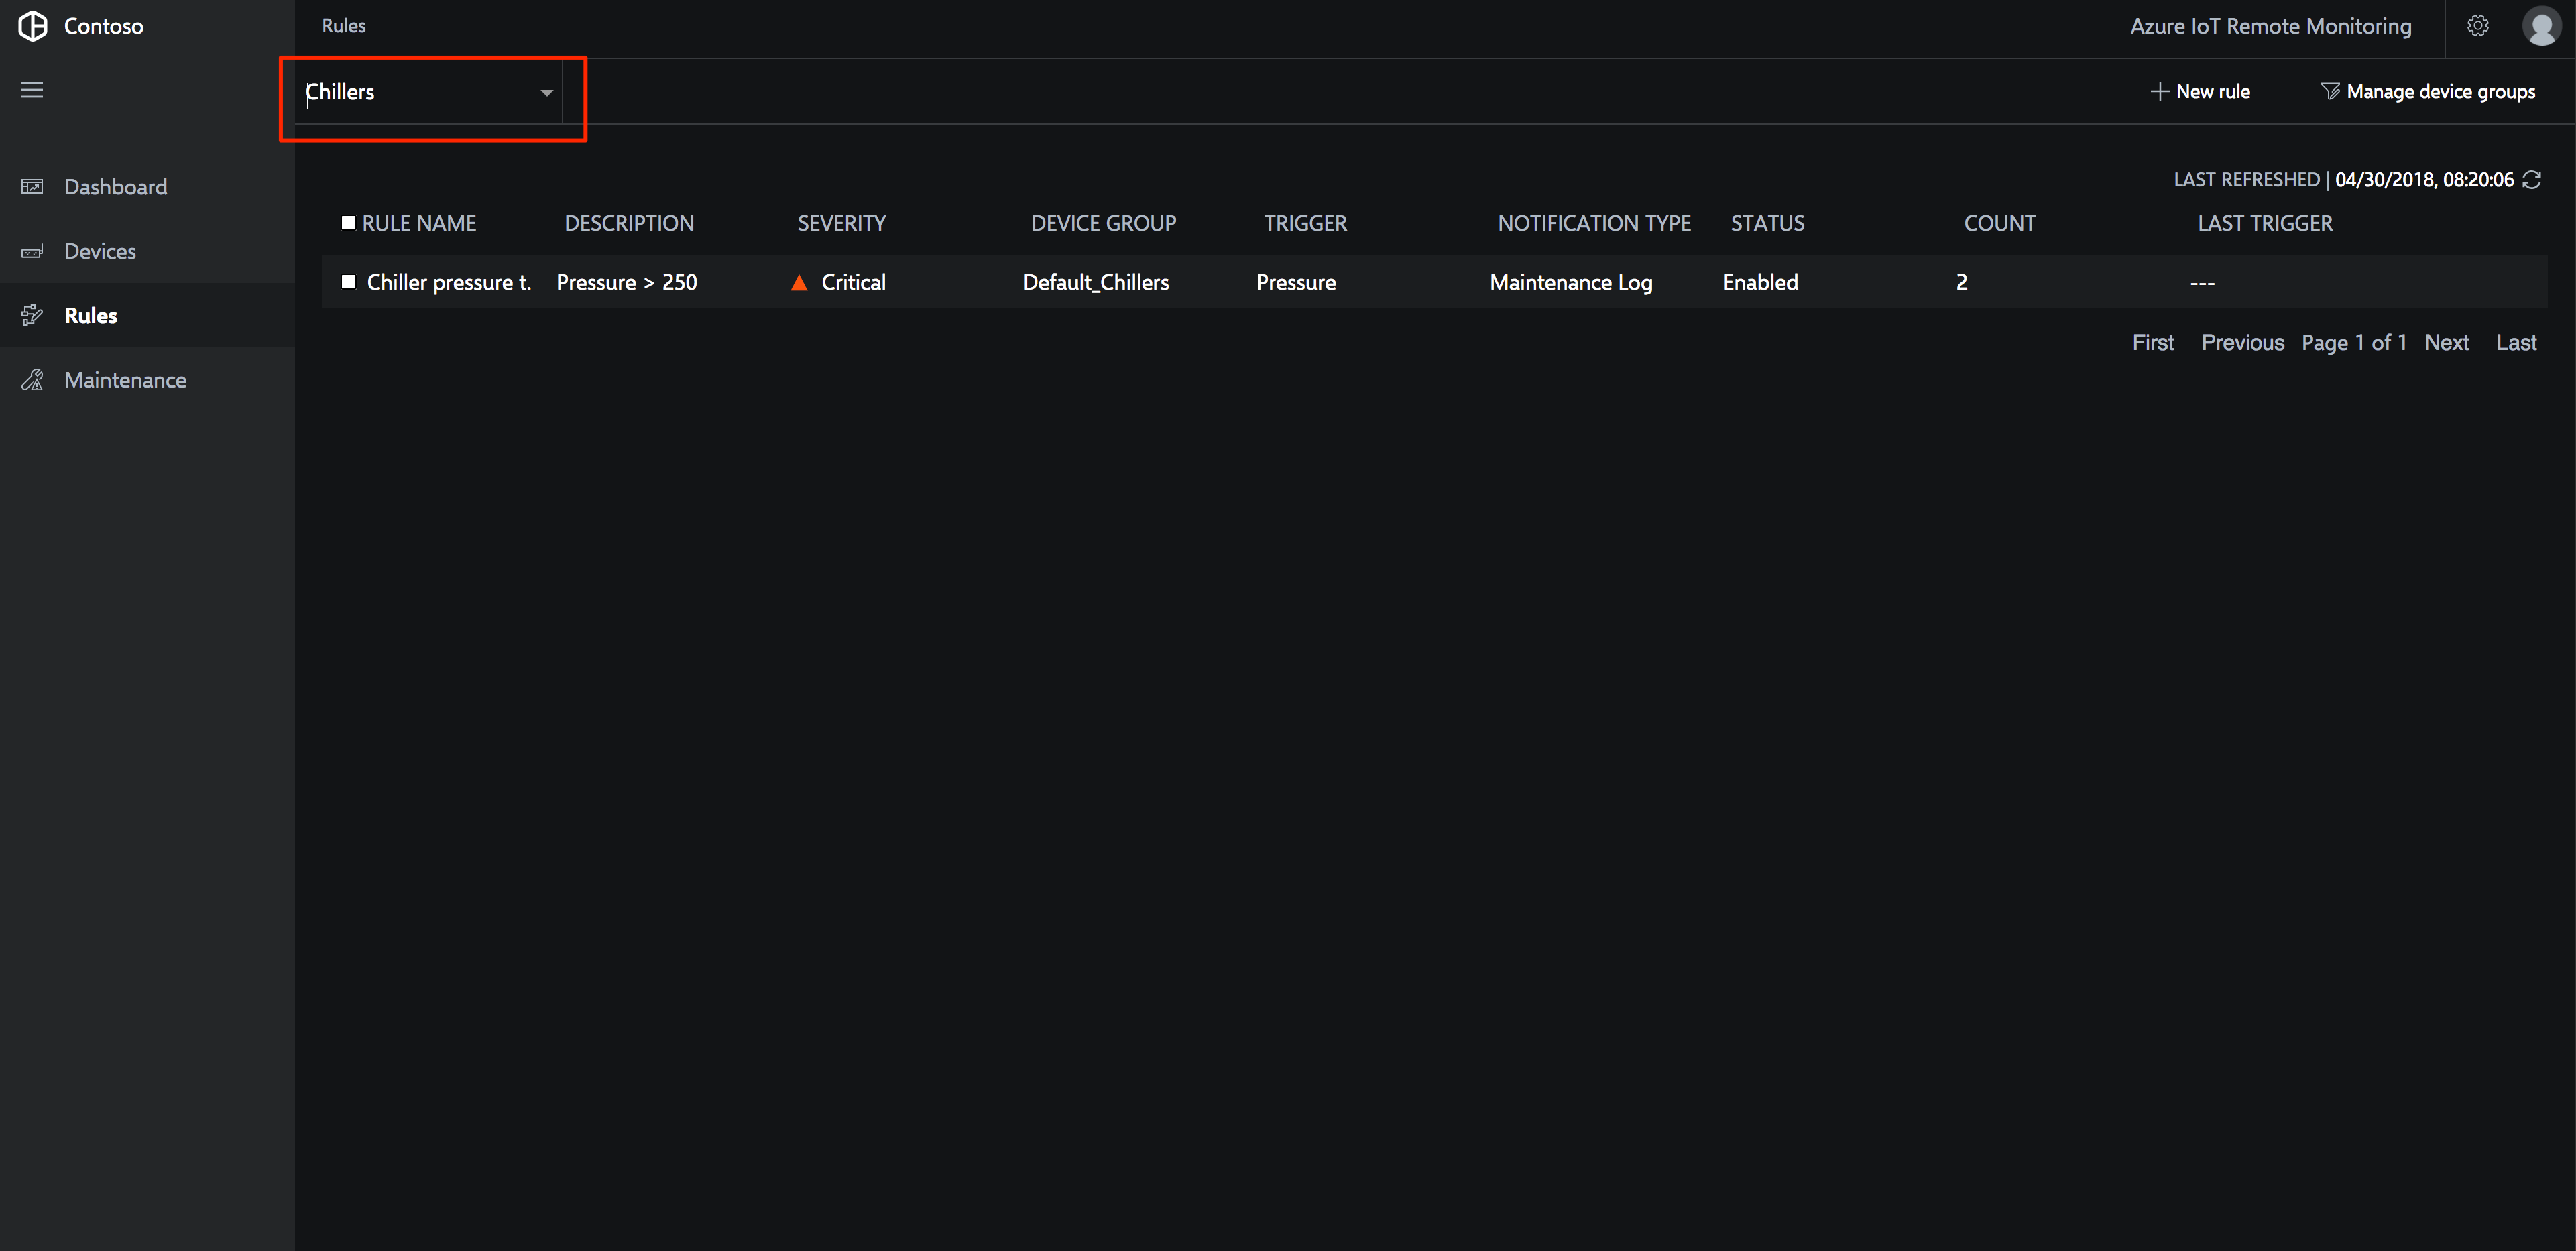 Contoso
Rules
Azure IoT Remote Monitoring
Chillers
New rule
Manage device groups
Dashboard
Devices
Rules
Maintenance
LAST REFRESHED | 04/30/2018, 08:20:06
RULE NAME DESCRIPTION SEVERITY DEVICE GROUP TRIGGER NOTIFICATION TYPE STATUS COUNT LAST TRIGGER
Chiller pressure t. Pressure > 250 Critical Default_Chillers Pressure Maintenance Log Enabled 2 ---
First Previous Page 1 of 1 Next Last